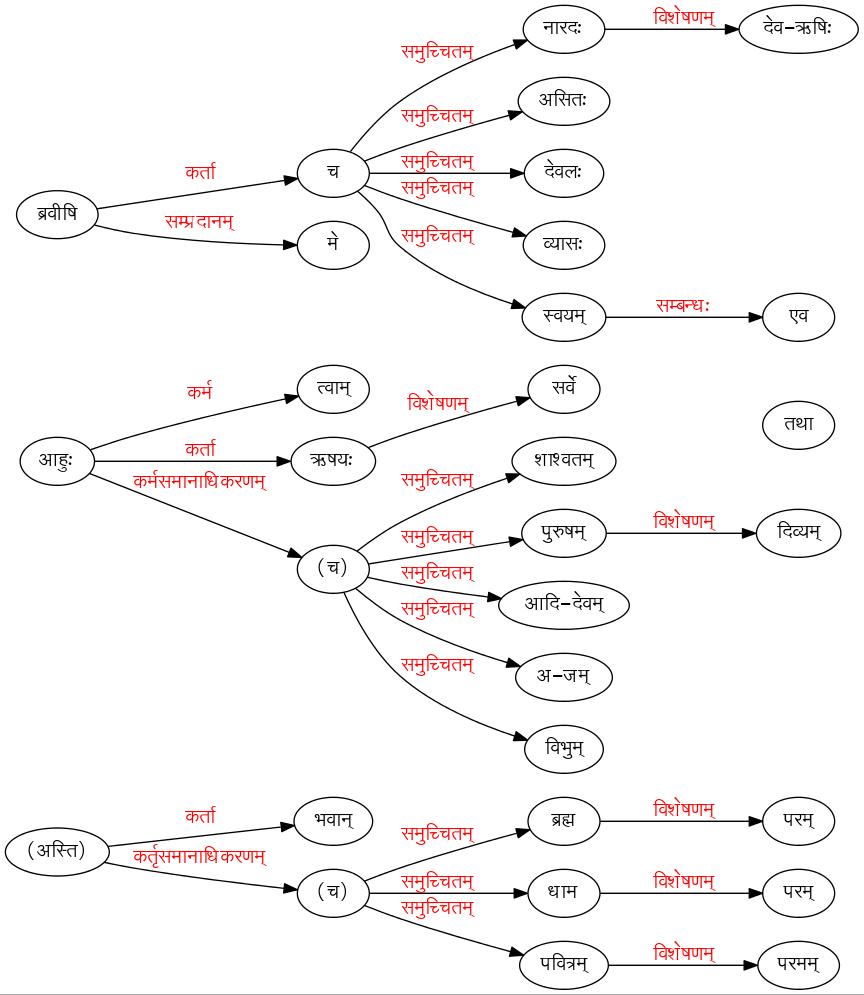 नारदः विशेषणम् देव-ऋषिः
समुच्चितम्
असितः
समुच्चितम्
कर्ता च समुच्चितम् देवलः
समुच्चितम्
ब्रवीषि
सम्प्रदानम् मे समुच्चितम् व्यासः
स्वयम् सम्बन्धः एव
कर्म त्वाम् विशेषणम् सर्वे
तथा
आहुः कर्ता ऋषयः शाश्वतम्
कर्मसमानाधिकरणम् समुच्चितम्
समुच्चितम् पुरुषम् विशेषणम् दिव्यम्
(च) समुच्चितम्
समुच्चितम् आदि-देवम्
समुच्चितम् अ-जम्
विभुम्
कर्ता भवान् ब्रह्म विशेषणम् परम्
समुच्चितम्
(अस्ति) कर्तृसमानाधिकरणम्
(च) समुच्चितम् धाम विशेषणम् परम्
समुच्चितम्
पवित्रम् विशेषणम् परमम्